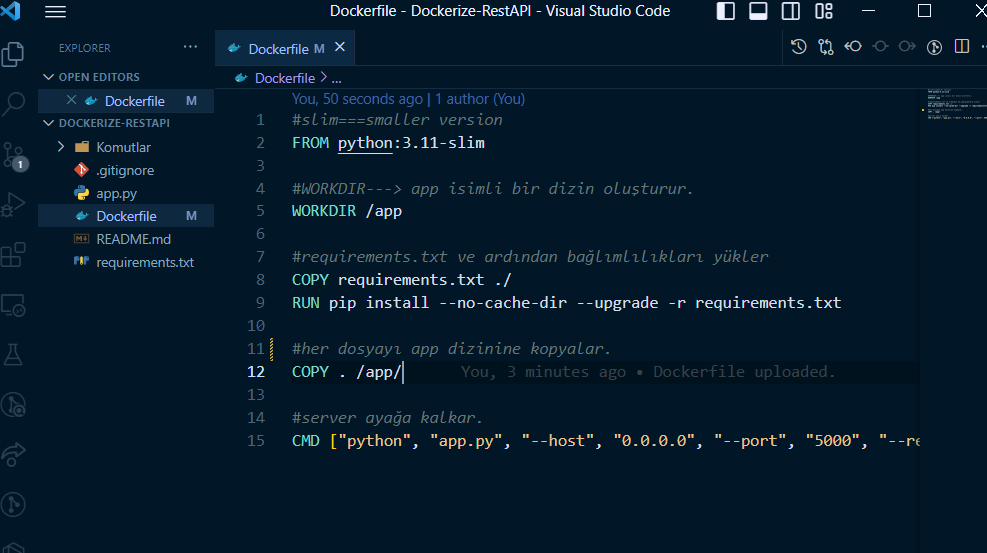 Dockerfile - Dockerize-RestAPI - Visual Studio Code
EXPLORER
OPEN EDITORS
Dockerfile M
DOCKERIZE-RESTAPI
Komutlar
.gitignore
app.py
Dockerfile M
README.md
requirements.txt
1
Dockerfile M
Dockerfile > ...
You, 50 seconds ago | 1 author (You)
1 #slim===smaller version
2 FROM python:3.11-slim
3
4 #WORKDIR---> app isimli bir dizin oluşturur.
5 WORKDIR /app
6
7 #requirements.txt ve ardından bağlımlılıkları yükler
8 COPY requirements.txt ./
9 RUN pip install --no-cache-dir --upgrade -r requirements.txt
10
11 #her dosyayı app dizinine kopyalar.
12 COPY . /app/ You, 3 minutes ago • Dockerfile uploaded.
13
14 #server ayağa kalkar.
15 CMD ["python", "app.py", "--host", "0.0.0.0", "--port", "5000", "--re